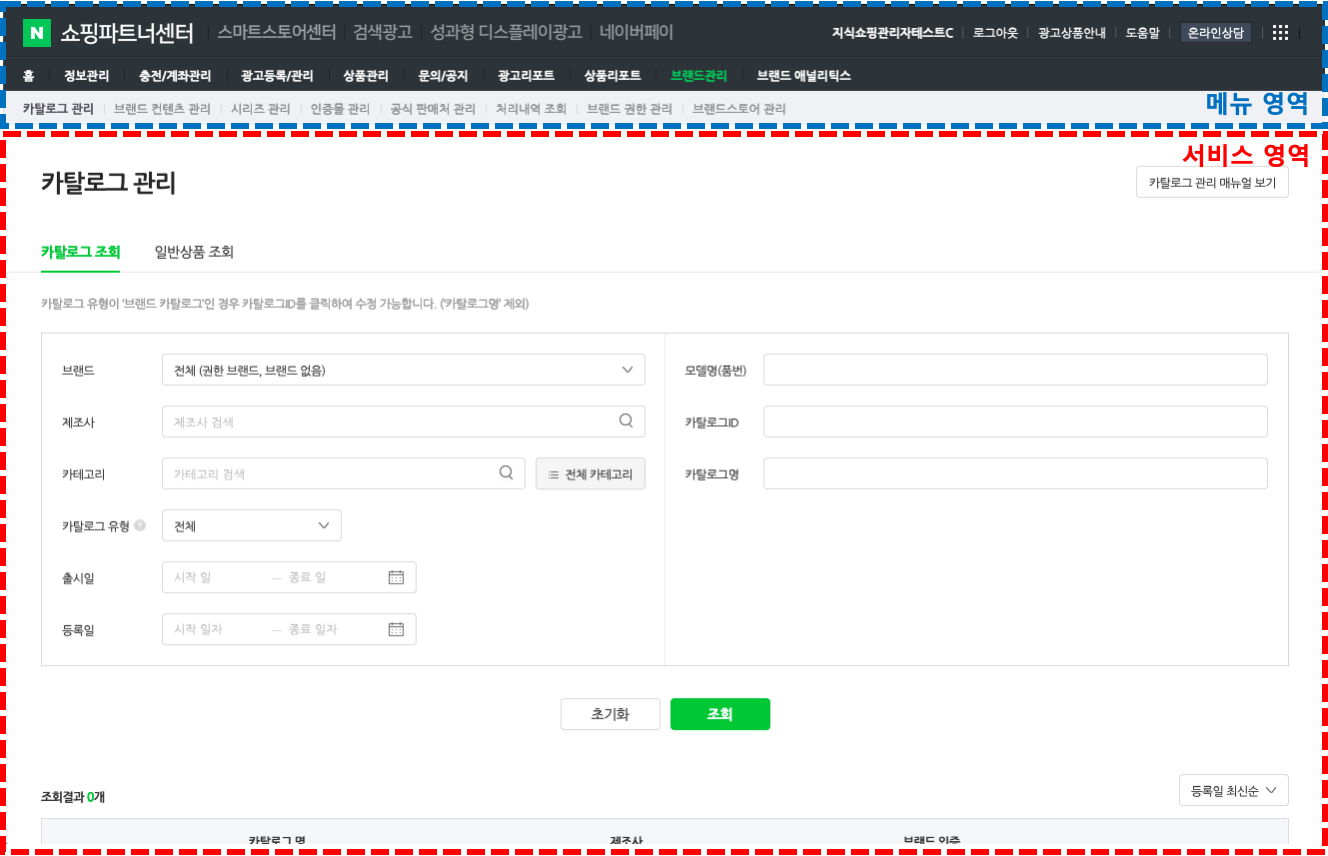 N 쇼핑파트너센터 스마트스토어센터 검색광고 성과형 디스플레이광고 네이버페이 지식쇼핑관리자테스트C 로그아웃 광고상품안내 도움말 온라인상담
홈 정보관리 충전/계좌관리 광고등록/관리 상품관리 문의/공지 광고리포트 상품리포트 브랜드관리 브랜드 애널리틱스
카탈로그 관리 브랜드 컨텐츠 관리 시리즈 관리 인증몰 관리 공식 판매처 관리 처리내역 조회 브랜드 권한 관리 브랜드스토어 관리 메뉴 영역
서비스 영역
카탈로그 관리 카탈로그 관리 매뉴얼 보기
카탈로그 조회 일반상품 조회
카탈로그 유형이 '브랜드 카탈로그'인 경우 카탈로그ID를 클릭하여 수정 가능합니다. ('카탈로그명' 제외)
브랜드 전체 (권한 브랜드, 브랜드 없음) 모델명(품번)
제조사 제조사 검색 카탈로그ID
카테고리 카테고리 검색 전체 카테고리 카탈로그명
카탈로그 유형 ? 전체
출시일 시작 일 — 종료 일
등록일 시작 일자 — 종료 일자
초기화 조회
조회결과 0개 등록일 최신순
카탈로그 명 제조사 브랜드 인증